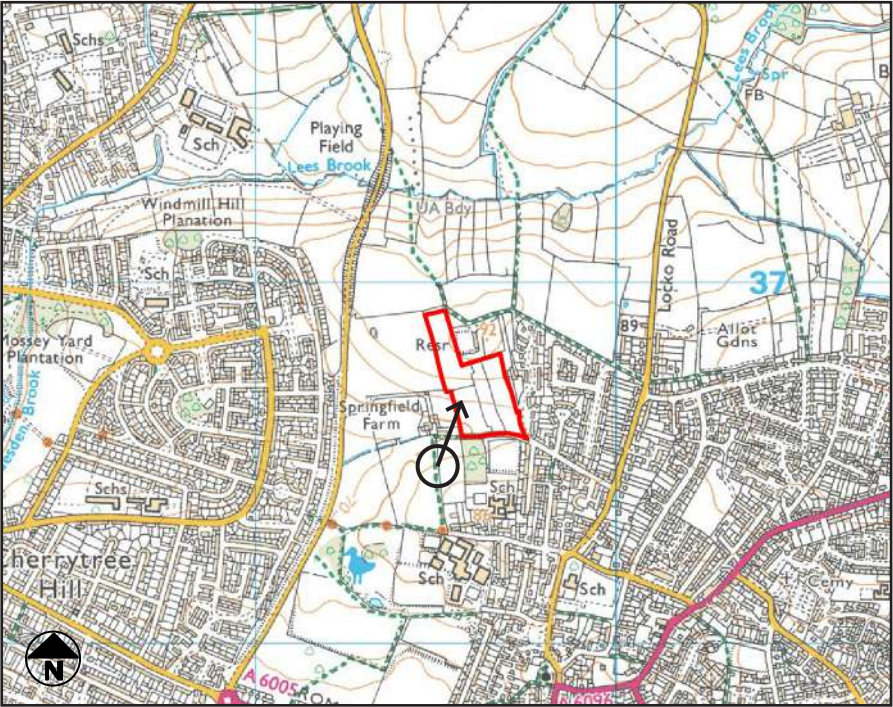 Schs
Lees Brook
Spr
FB
Playing
Field
Sch
Lees Brook
Windmill Hill
Planation
UA Bdy
Sch
Locko Road
37
Mossey Yard
Plantation
Resr
92
89
Allot
Gdns
Springfield
Farm
Schs
Sch
86
70
Cherrytree
Hill
Sch
Sch
Cemy
N
A 6005
A 6096